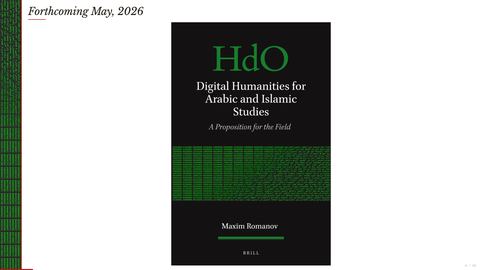 Forthcoming May, 2026
HdO
Digital Humanities for
Arabic and Islamic
Studies
A Proposition for the Field
Maxim Romanov
BRILL